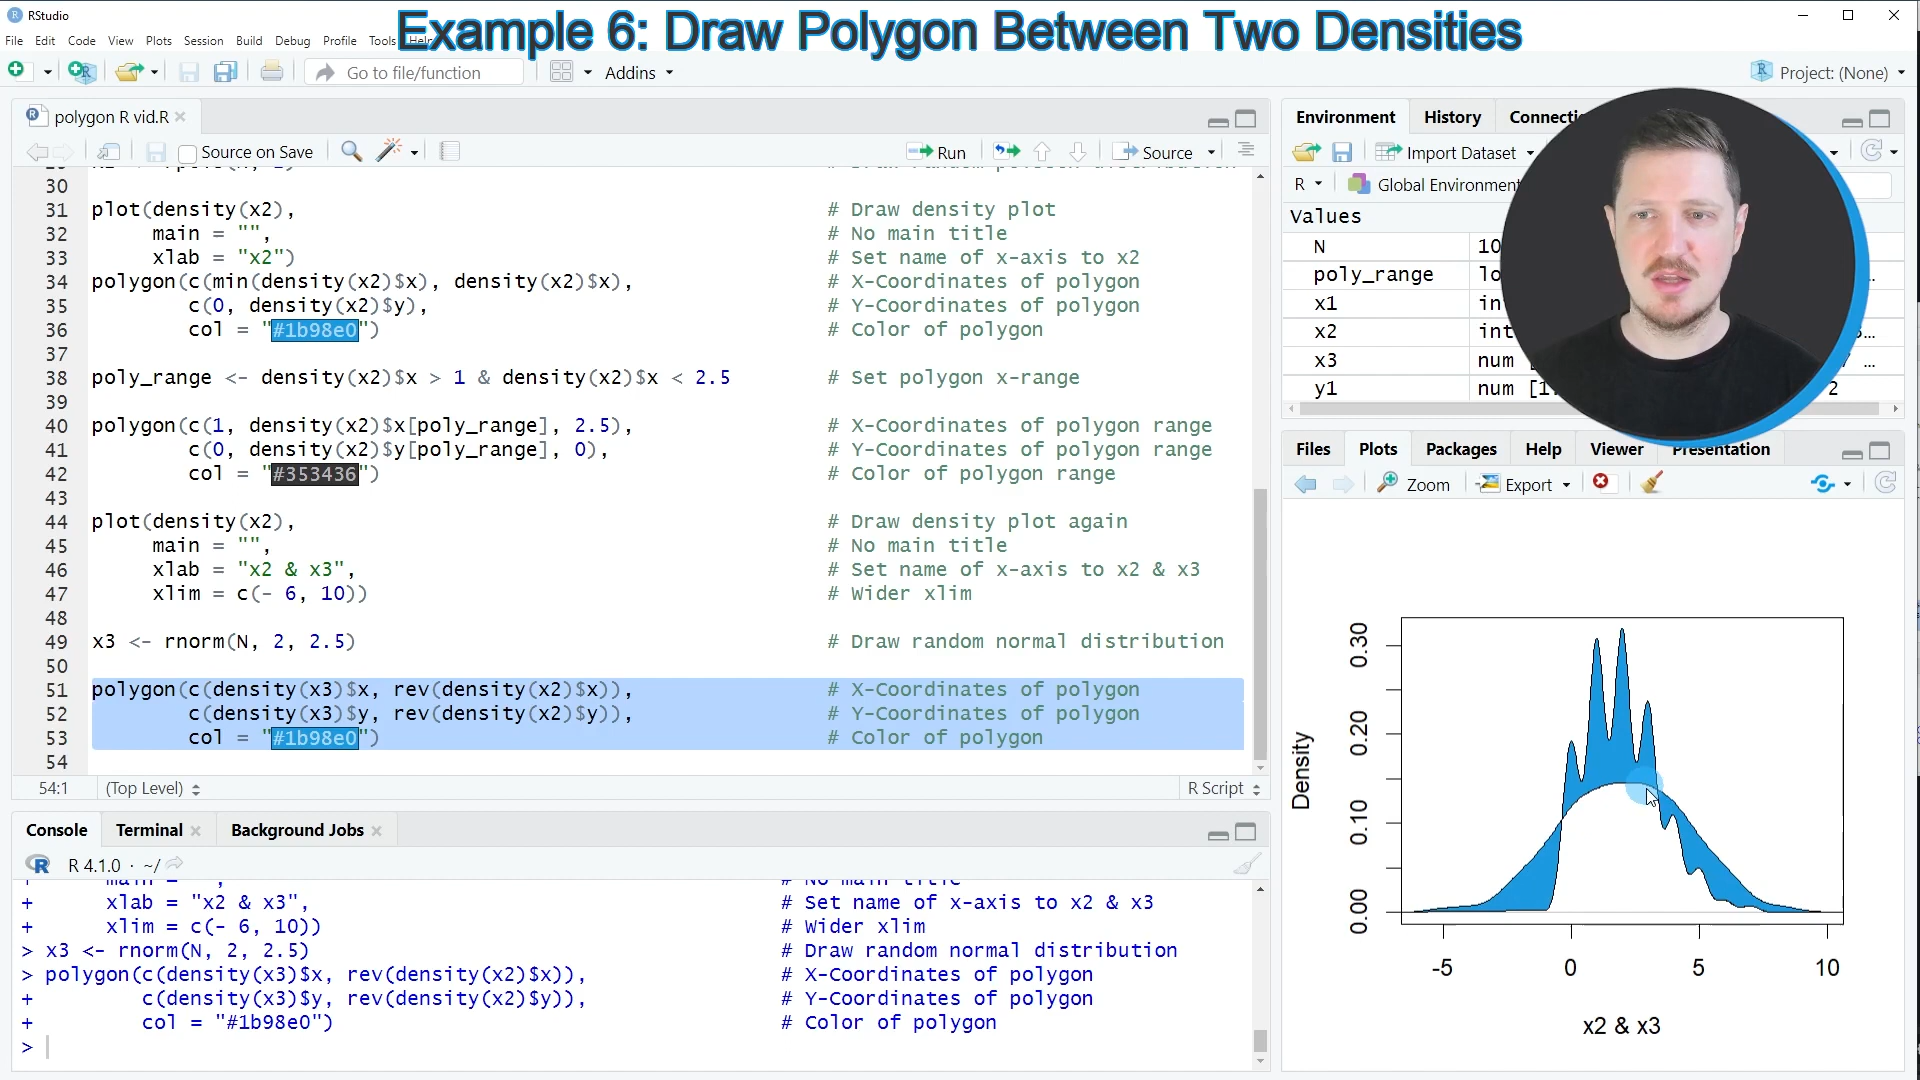 RStudio
Example 6: Draw Polygon Between Two Densities
File Edit Code View Plots Session Build Debug Profile Tools Help
Go to file/function Addins Project: (None)
polygon R vid.R
Source on Save Run Source
30
31 plot(density(x2), # Draw density plot
32 main = "", # No main title
33 xlab = "x2") # Set name of x-axis to x2
34 polygon(c(min(density(x2)$x), density(x2)$x), # X-Coordinates of polygon
35 c(0, density(x2)$y), # Y-Coordinates of polygon
36 col = "#1b98e0") # Color of polygon
37
38 poly_range <- density(x2)$x > 1 & density(x2)$x < 2.5 # Set polygon x-range
39
40 polygon(c(1, density(x2)$x[poly_range], 2.5), # X-Coordinates of polygon range
41 c(0, density(x2)$y[poly_range], 0), # Y-Coordinates of polygon range
42 col = "#353436") # Color of polygon range
43
44 plot(density(x2), # Draw density plot again
45 main = "", # No main title
46 xlab = "x2 & x3", # Set name of x-axis to x2 & x3
47 xlim = c(- 6, 10)) # Wider xlim
48
49 x3 <- rnorm(N, 2, 2.5) # Draw random normal distribution
50
51 polygon(c(density(x3)$x, rev(density(x2)$x)), # X-Coordinates of polygon
52 c(density(x3)$y, rev(density(x2)$y)), # Y-Coordinates of polygon
53 col = "#1b98e0") # Color of polygon
54
54:1 (Top Level) R Script
Console Terminal Background Jobs
R 4.1.0 · ~/
+ xlab = "x2 & x3", # Set name of x-axis to x2 & x3
+ xlim = c(- 6, 10)) # Wider xlim
> x3 <- rnorm(N, 2, 2.5) # Draw random normal distribution
> polygon(c(density(x3)$x, rev(density(x2)$x)), # X-Coordinates of polygon
+ c(density(x3)$y, rev(density(x2)$y)), # Y-Coordinates of polygon
+ col = "#1b98e0") # Color of polygon
>
Environment History
Import Dataset
R Global Environment
Values
N 10
poly_range
x1
x2
x3 num [
y1 num [1. 2
Files Plots Packages Help Viewer Presentation
Zoom Export
0.30
0.20
0.10
0.00
Density
-5 0 5 10
x2 & x3